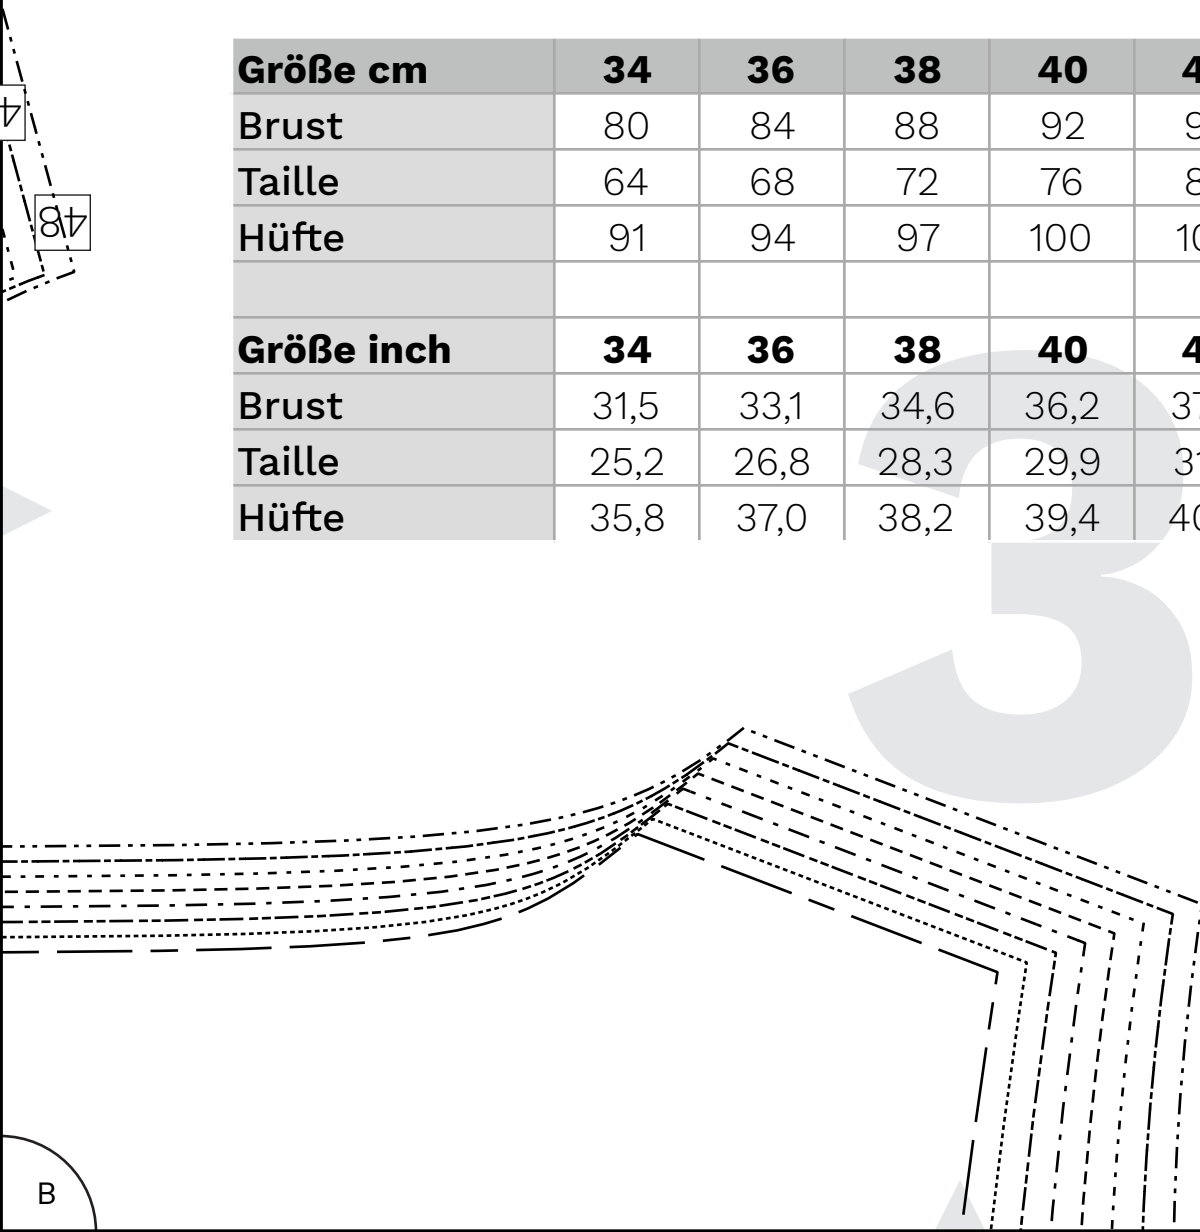 Größe cm 34 36 38 40
Brust 80 84 88 92
Taille 64 68 72 76
Hüfte 91 94 97 100
Größe inch 34 36 38 40
Brust 31,5 33,1 34,6 36,2
Taille 25,2 26,8 28,3 29,9
Hüfte 35,8 37,0 38,2 39,4
48
3
B